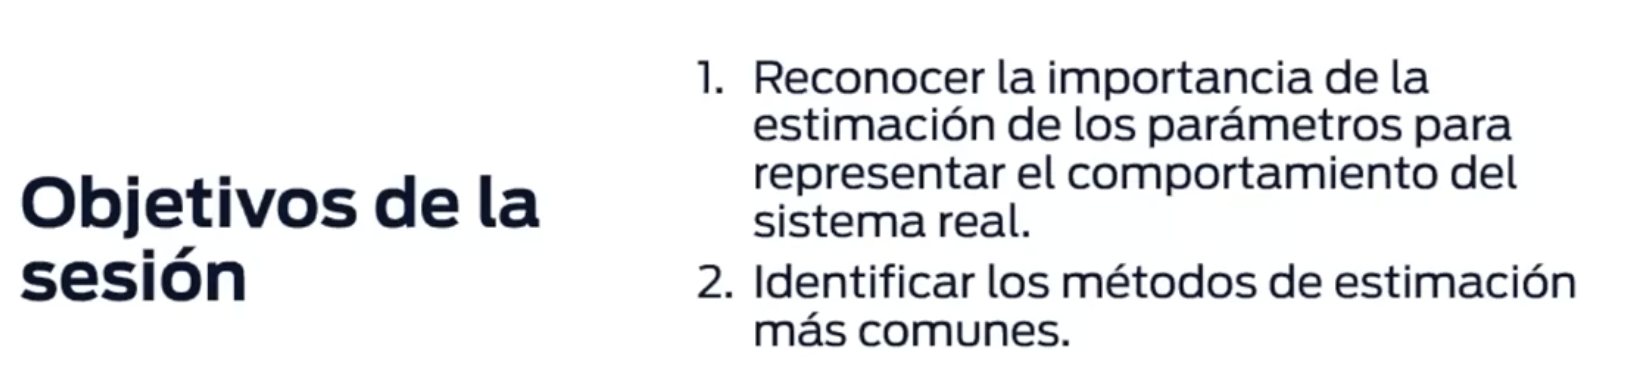 Objetivos de la
sesión
1. Reconocer la importancia de la
estimación de los parámetros para
representar el comportamiento del
sistema real.
2. Identificar los métodos de estimación
más comunes.